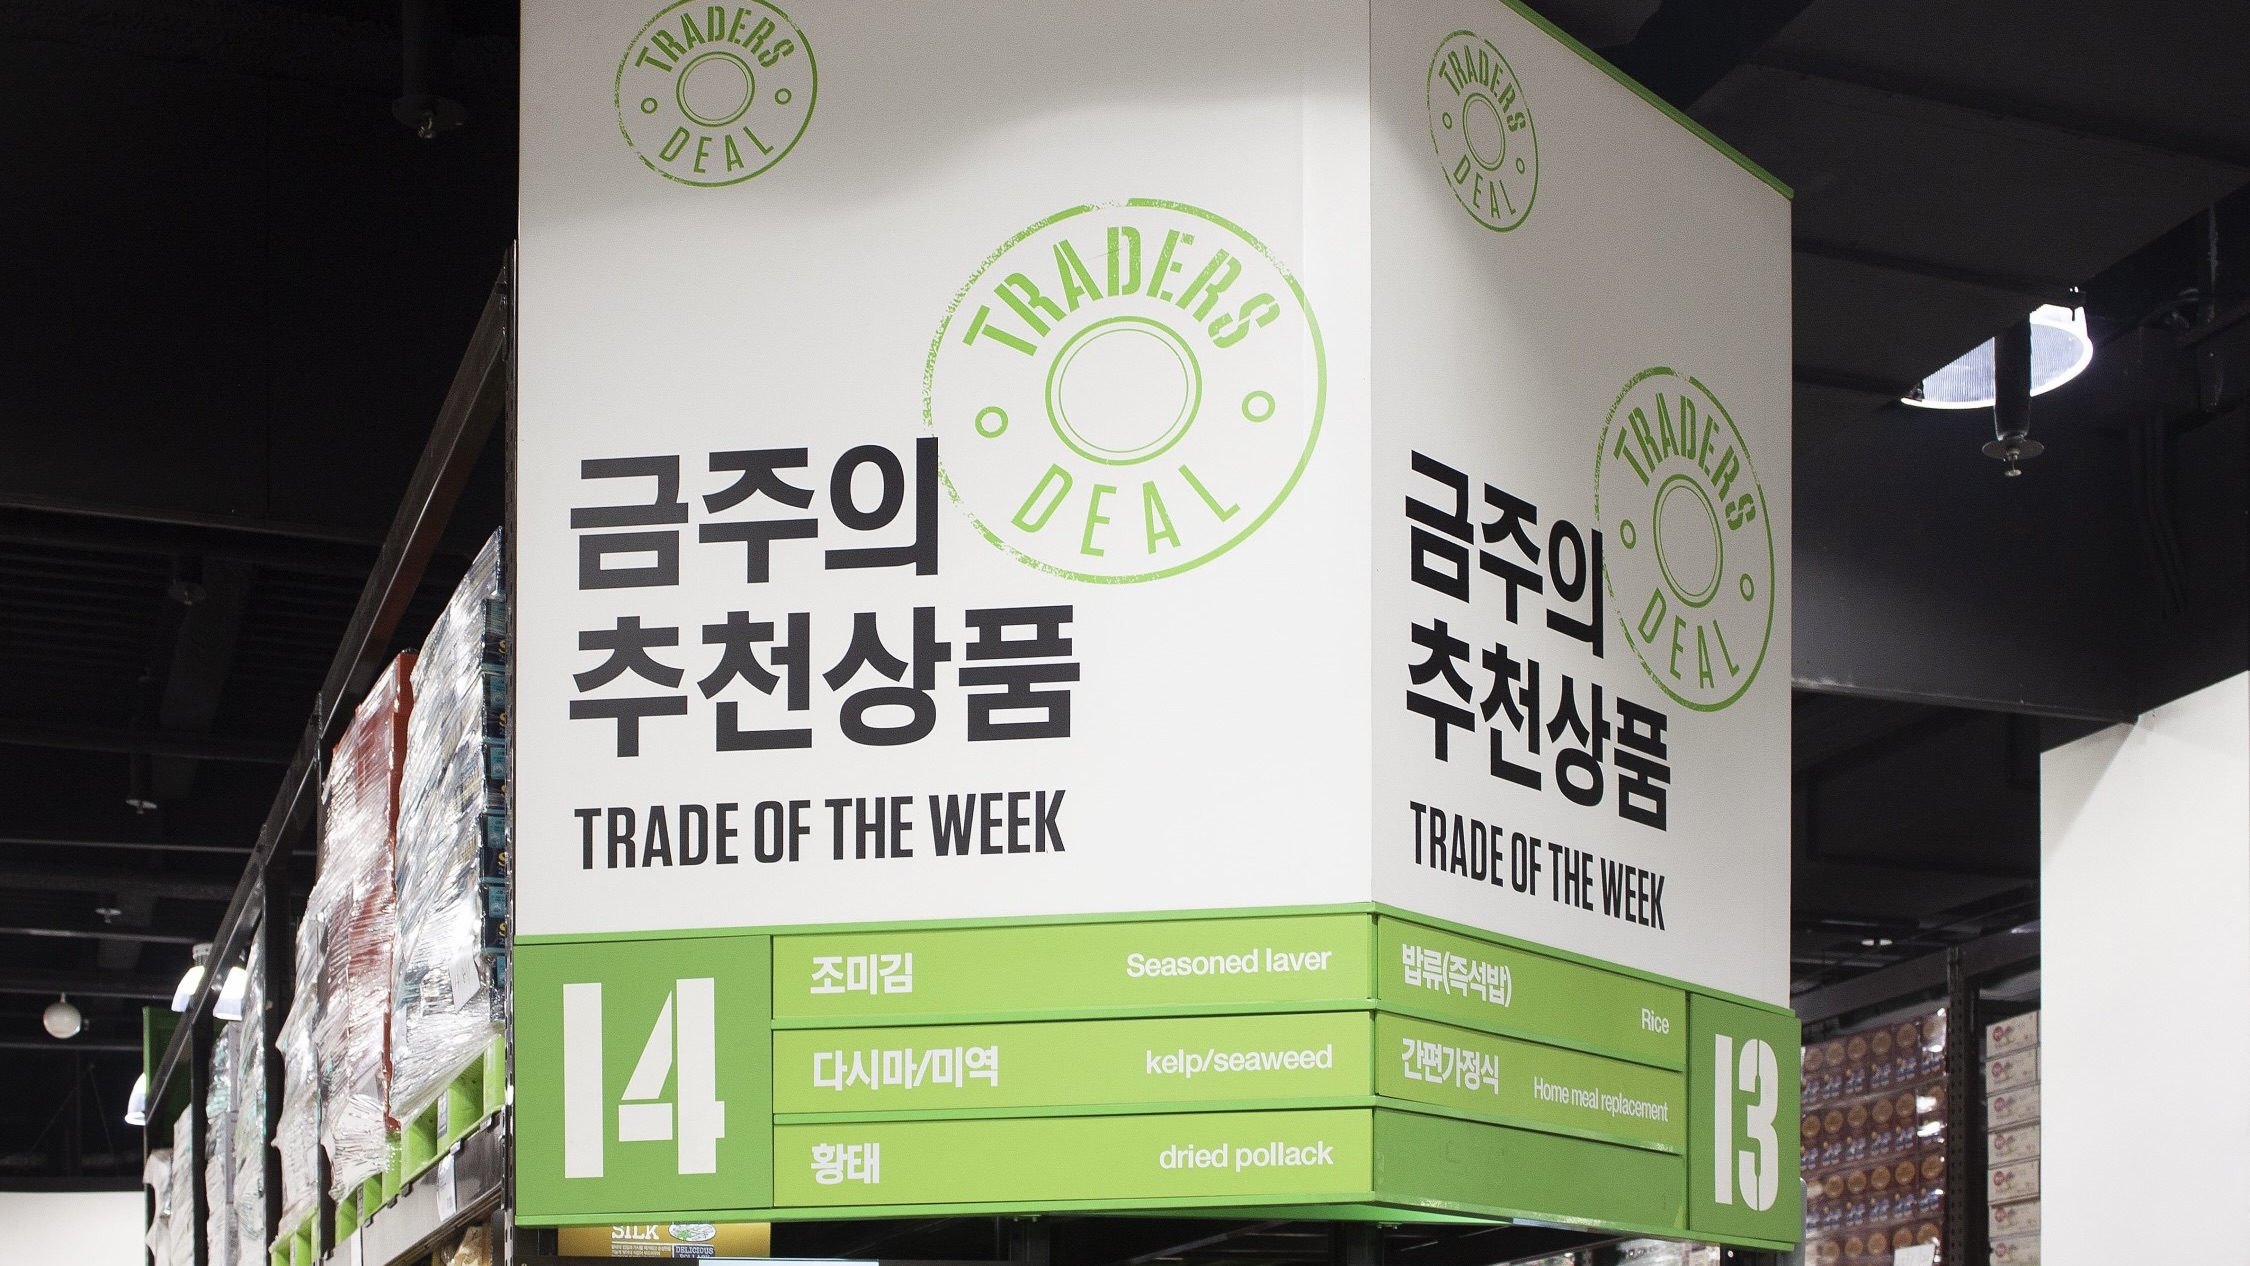 TRADERS
DEAL
TRADERS
DEAL
금주의
추천상품
TRADE OF THE WEEK
14
조미김 Seasoned laver
다시마/미역 kelp/seaweed
황태 dried pollack
TRADERS
DEAL
TRADERS
DEAL
금주의
추천상품
TRADE OF THE WEEK
밥류(즉석밥) Rice
간편가정식 Home meal replacement
13
SILK
DELICIOUS